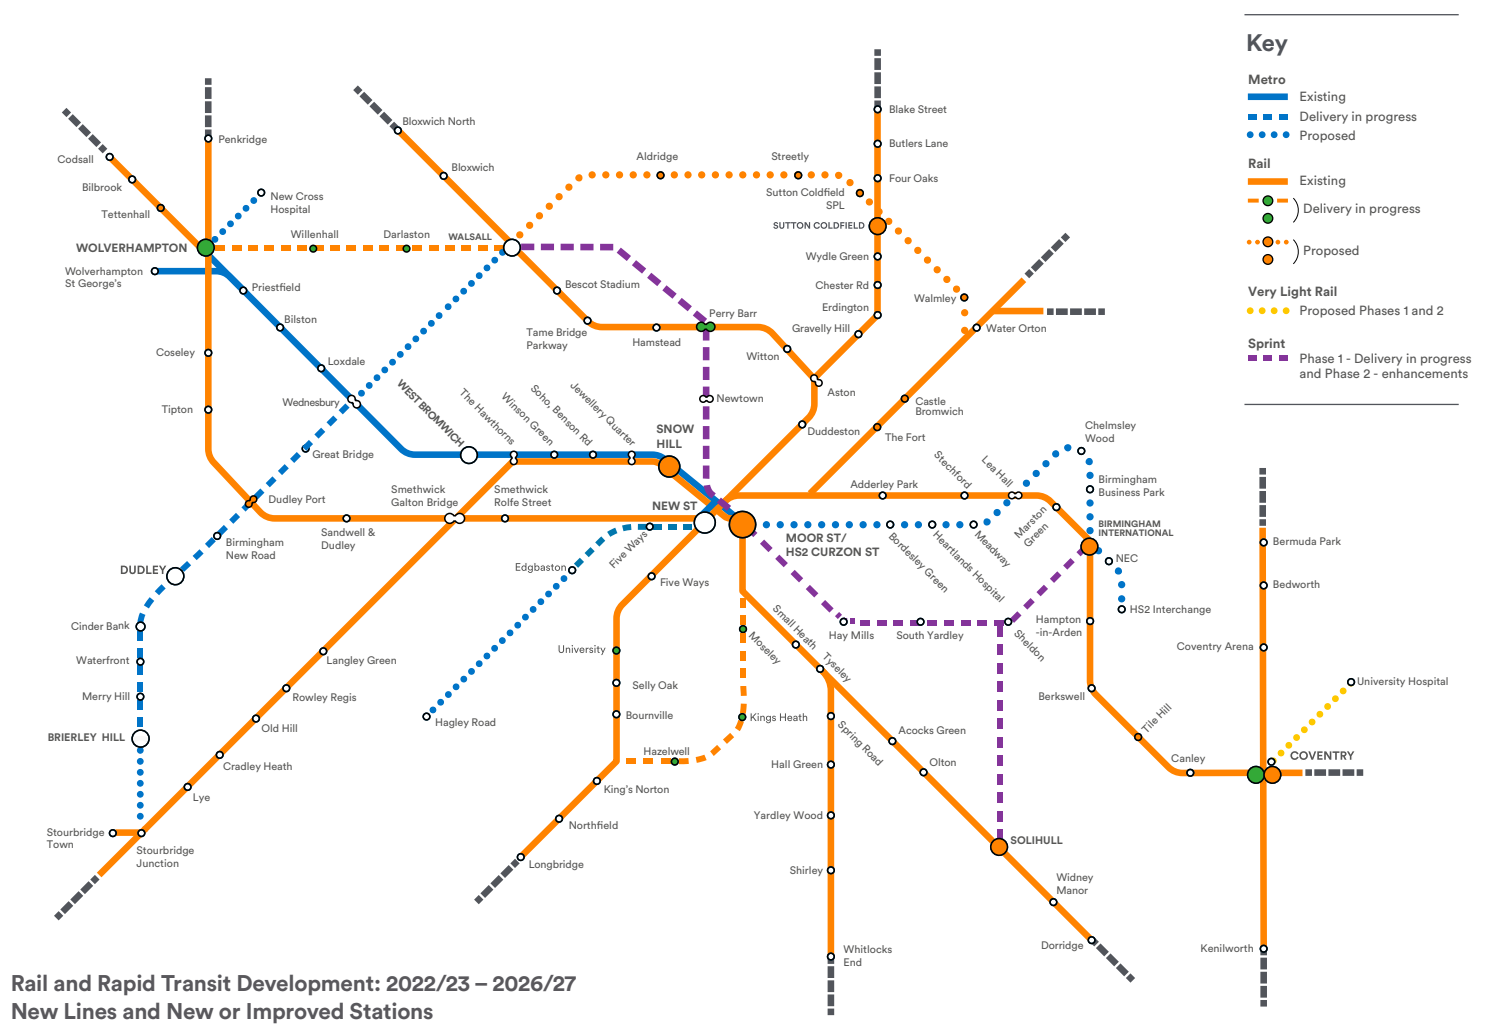 Key
Metro
Existing
Delivery in progress
Proposed
Rail
Existing
Delivery in progress
Proposed
Very Light Rail
Proposed Phases 1 and 2
Sprint
Phase 1 - Delivery in progress
and Phase 2 - enhancements
Codsall
Bilbrook
Tettenhall
Penkridge
New Cross
Hospital
WOLVERHAMPTON
Wolverhampton
St George's
Willenhall
Darlaston
WALSALL
Bloxwich North
Bloxwich
Aldridge
Streetly
Sutton Coldfield
SPL
Blake Street
Butlers Lane
Four Oaks
SUTTON COLDFIELD
Wydle Green
Chester Rd
Erdington
Gravelly Hill
Walmley
Water Orton
Castle
Bromwich
The Fort
Priestfield
Bilston
Loxdale
Wednesbury
Coseley
Tipton
Great Bridge
Dudley Port
Birmingham
New Road
DUDLEY
Cinder Bank
Waterfront
Merry Hill
BRIERLEY HILL
Stourbridge
Town
Stourbridge
Junction
Lye
Cradley Heath
Old Hill
Rowley Regis
Langley Green
Sandwell &
Dudley
Smethwick
Galton Bridge
Smethwick
Rolfe Street
WEST BROMWICH
The Hawthorns
Winson Green
Soho, Benson Rd
Jewellery Quarter
SNOW
HILL
NEW ST
MOOR ST/
HS2 CURZON ST
Bescot Stadium
Tame Bridge
Parkway
Hamstead
Perry Barr
Newtown
Witton
Aston
Duddeston
Adderley Park
Stechford
Lea Hall
Marston
Green
Chelmsley
Wood
Birmingham
Business Park
BIRMINGHAM
INTERNATIONAL
NEC
HS2 Interchange
Bordesley Green
Heartlands Hospital
Meadway
Hampton
-in-Arden
Berkswell
Tile Hill
Canley
COVENTRY
University Hospital
Bermuda Park
Bedworth
Coventry Arena
Kenilworth
Hay Mills
South Yardley
Sheldon
SOLIHULL
Widney
Manor
Dorridge
Small Heath
Tyseley
Acocks Green
Olton
Spring Road
Hall Green
Yardley Wood
Shirley
Whitlocks
End
Moseley
Kings Heath
Hazelwell
Five Ways
Edgbaston
Hagley Road
Five Ways
University
Selly Oak
Bournville
King's Norton
Northfield
Longbridge
Rail and Rapid Transit Development: 2022/23 – 2026/27
New Lines and New or Improved Stations